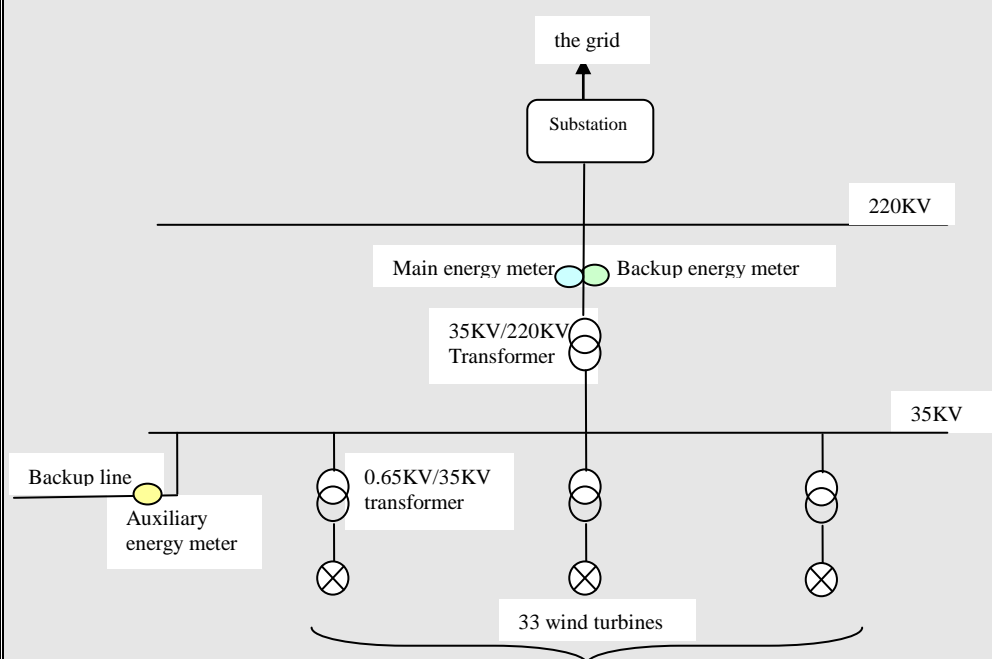 the grid
Substation
220KV
Main energy meter
Backup energy meter
35KV/220KV
Transformer
35KV
Backup line
0.65KV/35KV
transformer
Auxiliary
energy meter
33 wind turbines